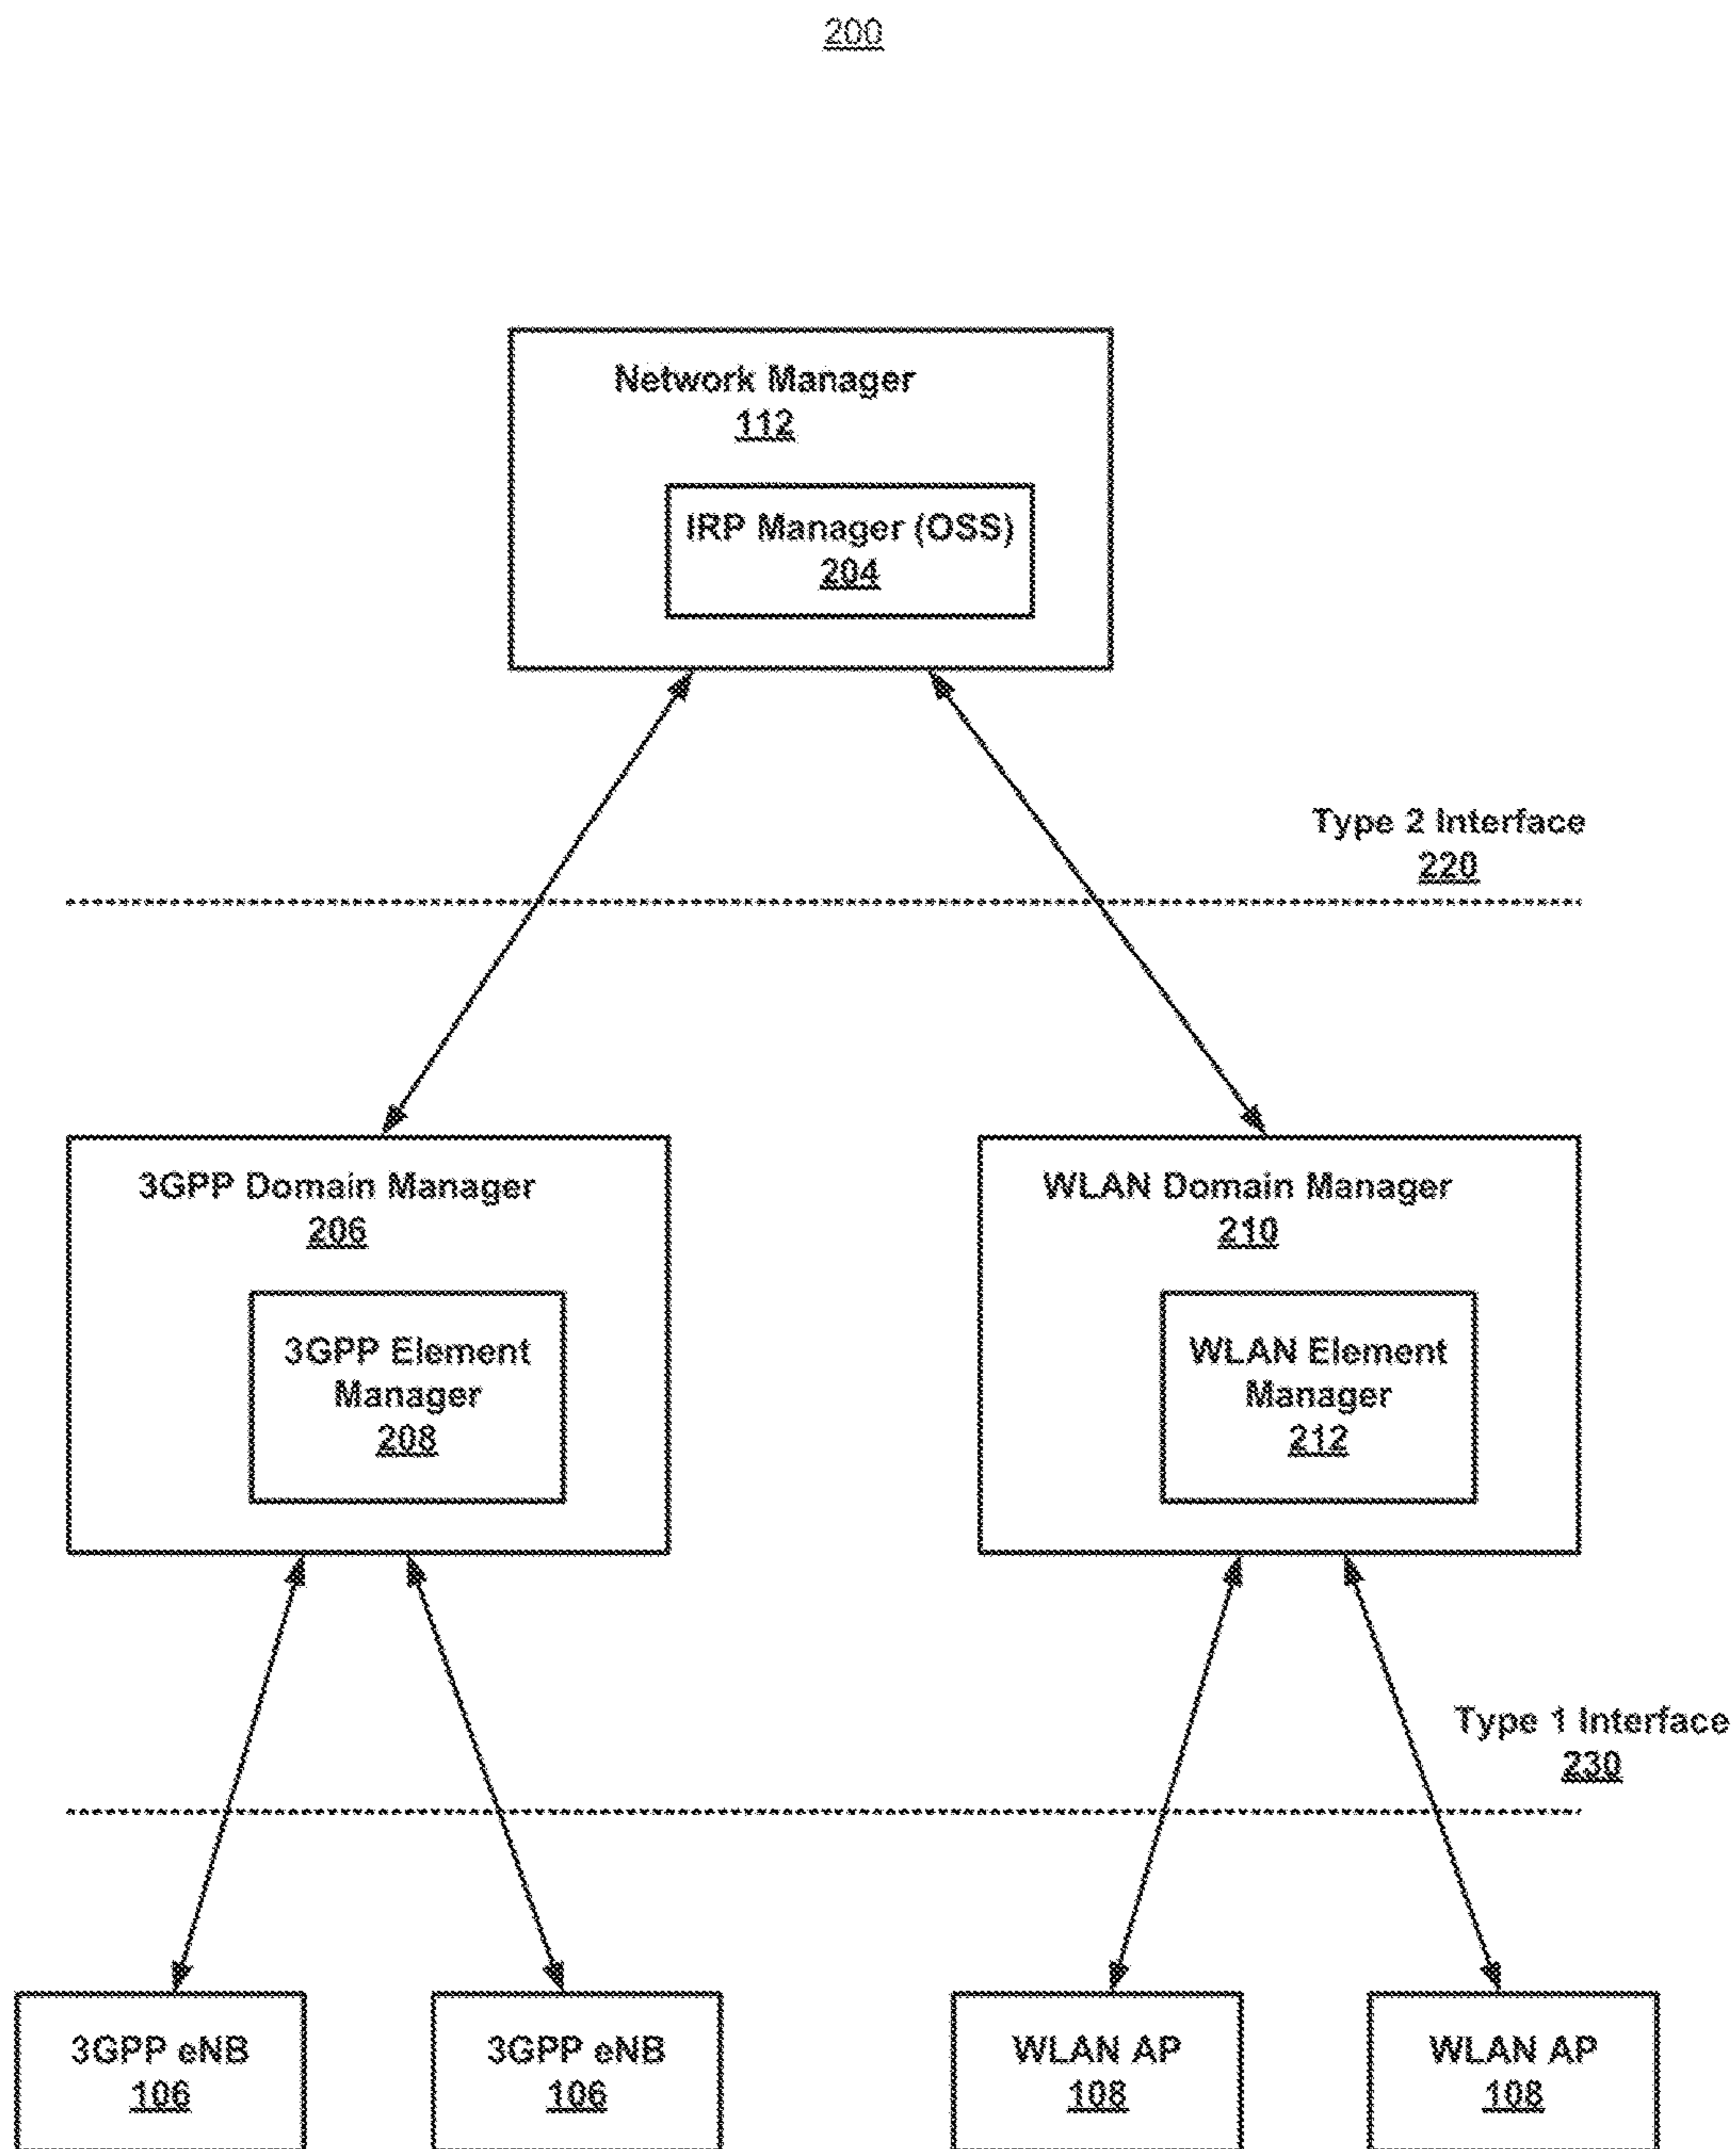 200
Network Manager
112
IRP Manager (OSS)
204
Type 2 Interface
220
3GPP Domain Manager
206
3GPP Element
Manager
208
WLAN Domain Manager
210
WLAN Element
Manager
212
Type 1 Interface
230
3GPP eNB
106
3GPP eNB
106
WLAN AP
108
WLAN AP
108